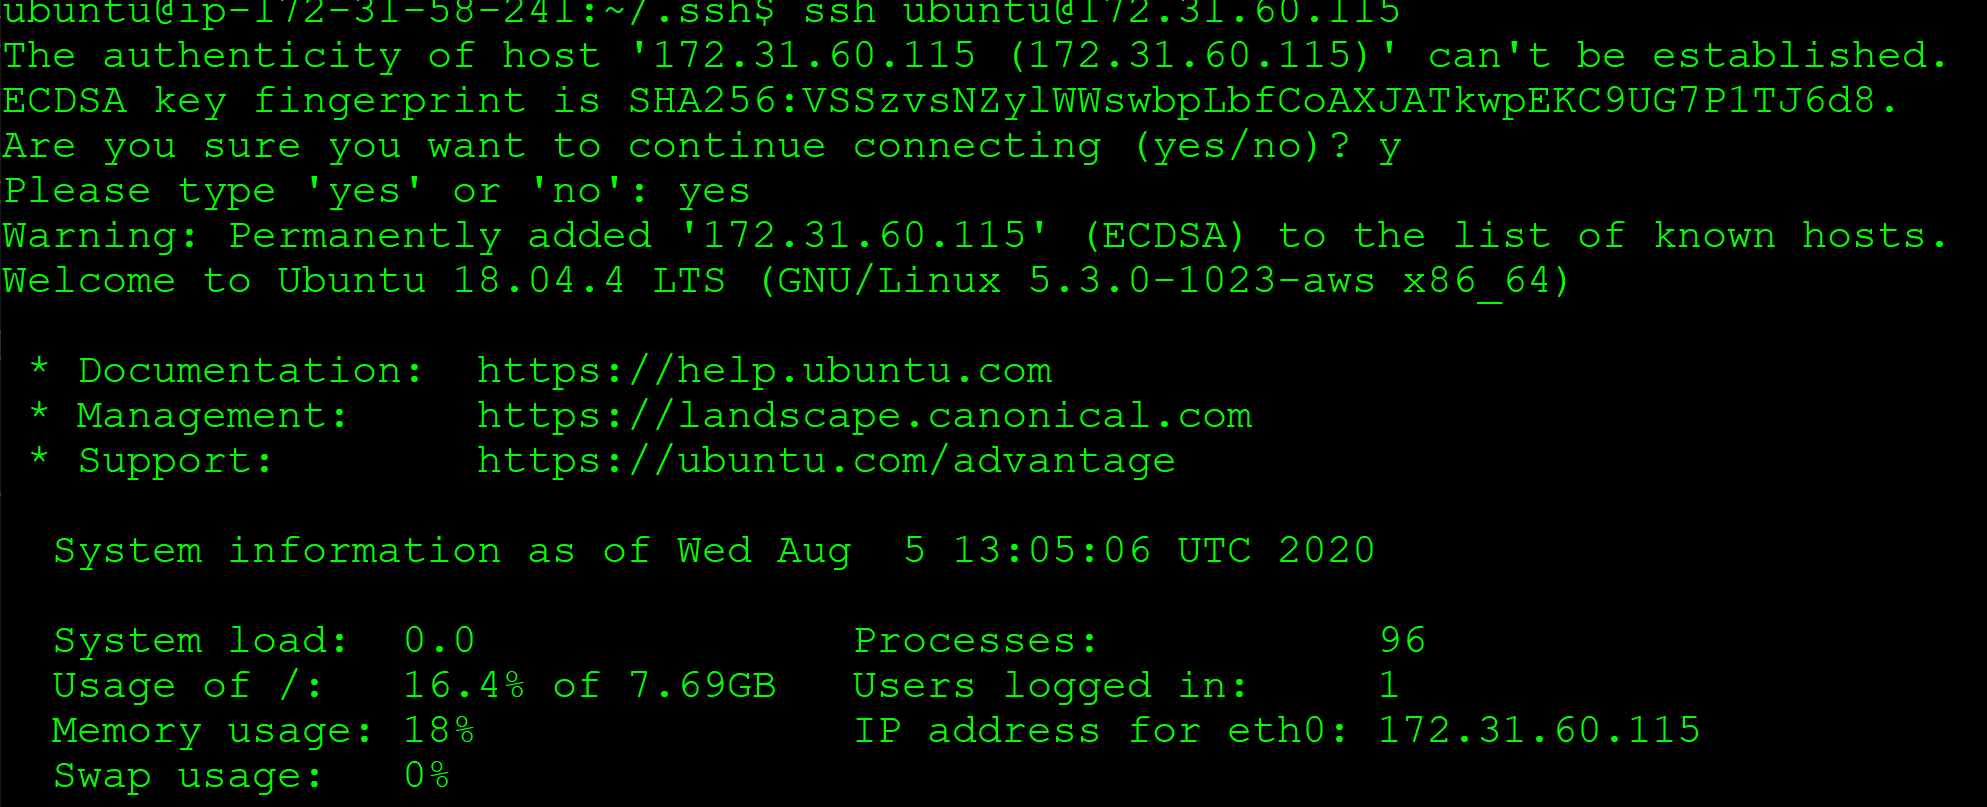 ubuntu@ip-172-31-58-241:~/.ssh$ ssh ubuntu@172.31.60.115
The authenticity of host '172.31.60.115 (172.31.60.115)' can't be established.
ECDSA key fingerprint is SHA256:VSSzvsNZylWWswbpLbfCoAXJATkwpEKC9UG7P1TJ6d8.
Are you sure you want to continue connecting (yes/no)? y
Please type 'yes' or 'no': yes
Warning: Permanently added '172.31.60.115' (ECDSA) to the list of known hosts.
Welcome to Ubuntu 18.04.4 LTS (GNU/Linux 5.3.0-1023-aws x86_64)
* Documentation: https://help.ubuntu.com
* Management: https://landscape.canonical.com
* Support: https://ubuntu.com/advantage
System information as of Wed Aug 5 13:05:06 UTC 2020
System load: 0.0 Processes: 96
Usage of /: 16.4% of 7.69GB Users logged in: 1
Memory usage: 18% IP address for eth0: 172.31.60.115
Swap usage: 0%